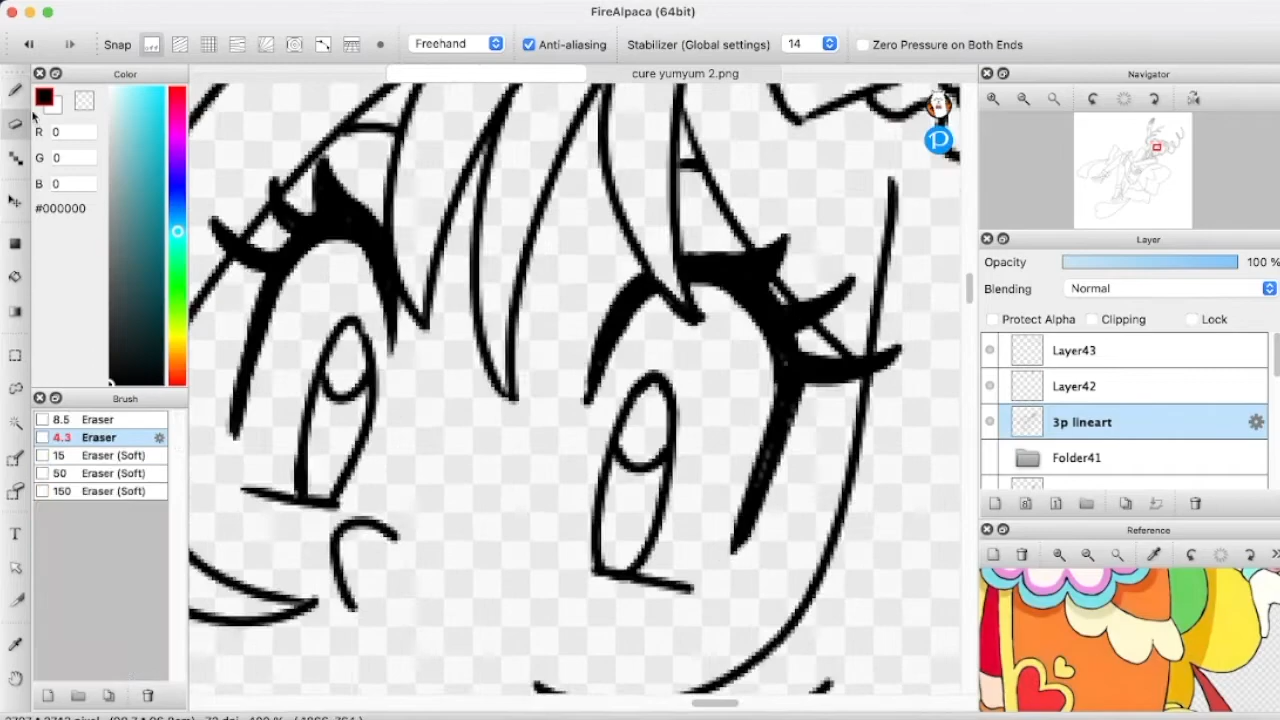 FireAlpaca (64bit)
Snap
Freehand
Anti-aliasing
Stabilizer (Global settings)
14
Zero Pressure on Both Ends
Color
cure yumyum 2.png
Navigator
R 0
G 0
B 0
#000000
Layer
Opacity 100 %
Blending Normal
Protect Alpha
Clipping
Lock
Layer43
Layer42
3p lineart
Folder41
Brush
8.5 Eraser
4.3 Eraser
15 Eraser (Soft)
50 Eraser (Soft)
150 Eraser (Soft)
T
Reference